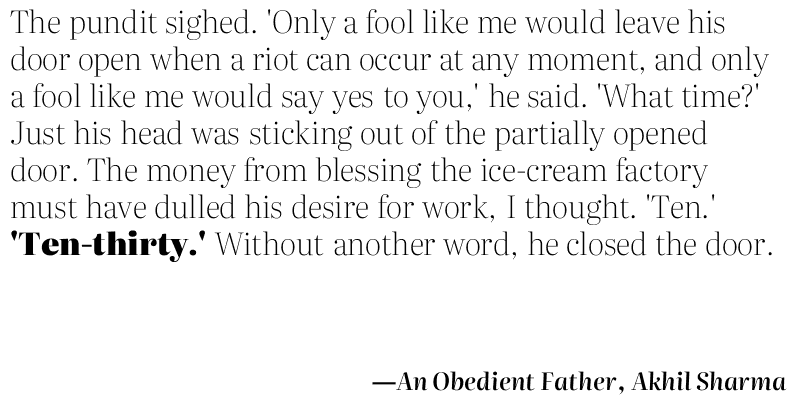 The pundit sighed. 'Only a fool like me would leave his
door open when a riot can occur at any moment, and only
a fool like me would say yes to you,' he said. 'What time?'
Just his head was sticking out of the partially opened
door. The money from blessing the ice-cream factory
must have dulled his desire for work, I thought. 'Ten.'
'Ten-thirty.' Without another word, he closed the door.
—An Obedient Father, Akhil Sharma